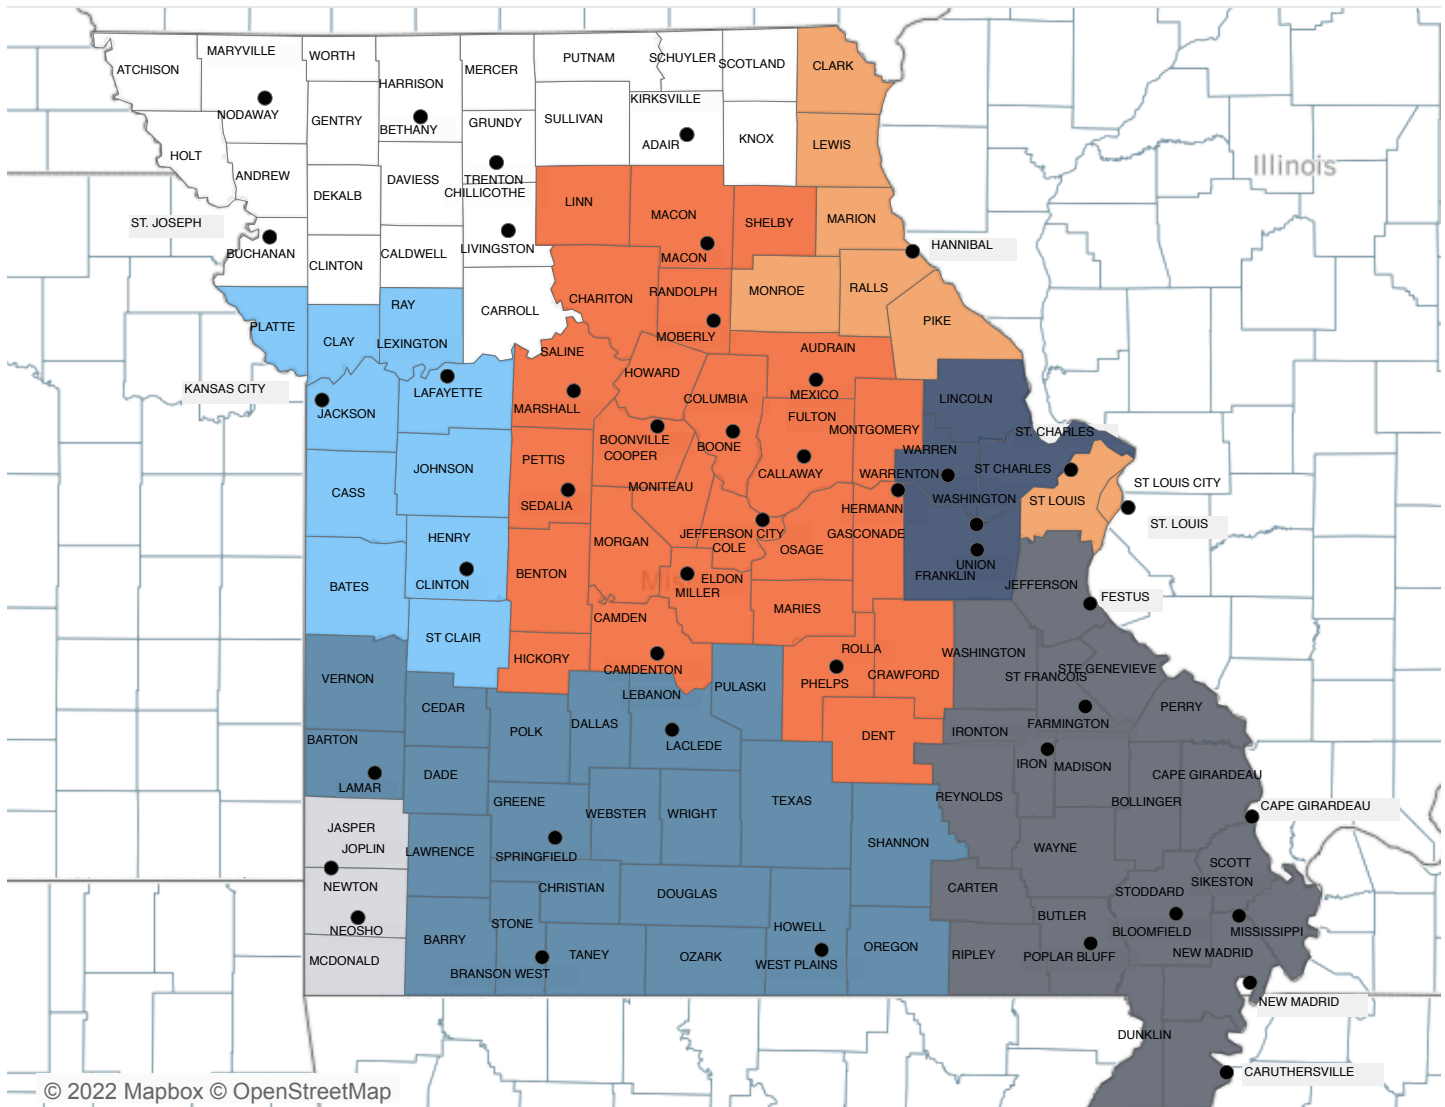 MARYVILLE
WORTH
PUTNAM
SCHUYLER
SCOTLAND
CLARK
ATCHISON
HARRISON
MERCER
NODAWAY
GENTRY
BETHANY
GRUNDY
SULLIVAN
KIRKSVILLE
ADAIR
KNOX
LEWIS
Illinois
HOLT
ANDREW
DEKALB
DAVIESS
TRENTON
CHILLICOTHE
LINN
MACON
SHELBY
MARION
ST. JOSEPH
BUCHANAN
CLINTON
CALDWELL
LIVINGSTON
MACON
HANNIBAL
PLATTE
RAY
CARROLL
CHARITON
RANDOLPH
MONROE
RALLS
PIKE
CLAY
LEXINGTON
SALINE
MOBERLY
AUDRAIN
KANSAS CITY
JACKSON
LAFAYETTE
MARSHALL
HOWARD
COLUMBIA
MEXICO
LINCOLN
FULTON
MONTGOMERY
ST. CHARLES
BOONVILLE
COOPER
BOONE
WARREN
CASS
JOHNSON
PETTIS
SEDALIA
CALLAWAY
WARRENTON
ST CHARLES
ST LOUIS CITY
MONITEAU
WASHINGTON
ST LOUIS
HERMANN
ST. LOUIS
HENRY
MORGAN
JEFFERSON CITY
COLE
OSAGE
GASCONADE
UNION
BATES
CLINTON
BENTON
Mis
ELDON
MILLER
FRANKLIN
JEFFERSON
FESTUS
MARIES
CAMDEN
ST CLAIR
HICKORY
CAMDENTON
ROLLA
WASHINGTON
STE GENEVIEVE
ST FRANCOIS
VERNON
LEBANON
PULASKI
PHELPS
CRAWFORD
CEDAR
DALLAS
PERRY
BARTON
POLK
LACLEDE
DENT
IRONTON
FARMINGTON
IRON
MADISON
LAMAR
DADE
CAPE GIRARDEAU
GREENE
WEBSTER
WRIGHT
TEXAS
REYNOLDS
BOLLINGER
CAPE GIRARDEAU
JASPER
JOPLIN
LAWRENCE
SPRINGFIELD
SHANNON
WAYNE
SCOTT
NEWTON
CHRISTIAN
DOUGLAS
CARTER
STODDARD
SIKESTON
NEOSHO
STONE
HOWELL
BUTLER
BLOOMFIELD
MISSISSIPPI
MCDONALD
BARRY
BRANSON WEST
TANEY
OZARK
WEST PLAINS
OREGON
RIPLEY
POPLAR BLUFF
NEW MADRID
NEW MADRID
DUNKLIN
CARUTHERSVILLE
© 2022 Mapbox © OpenStreetMap